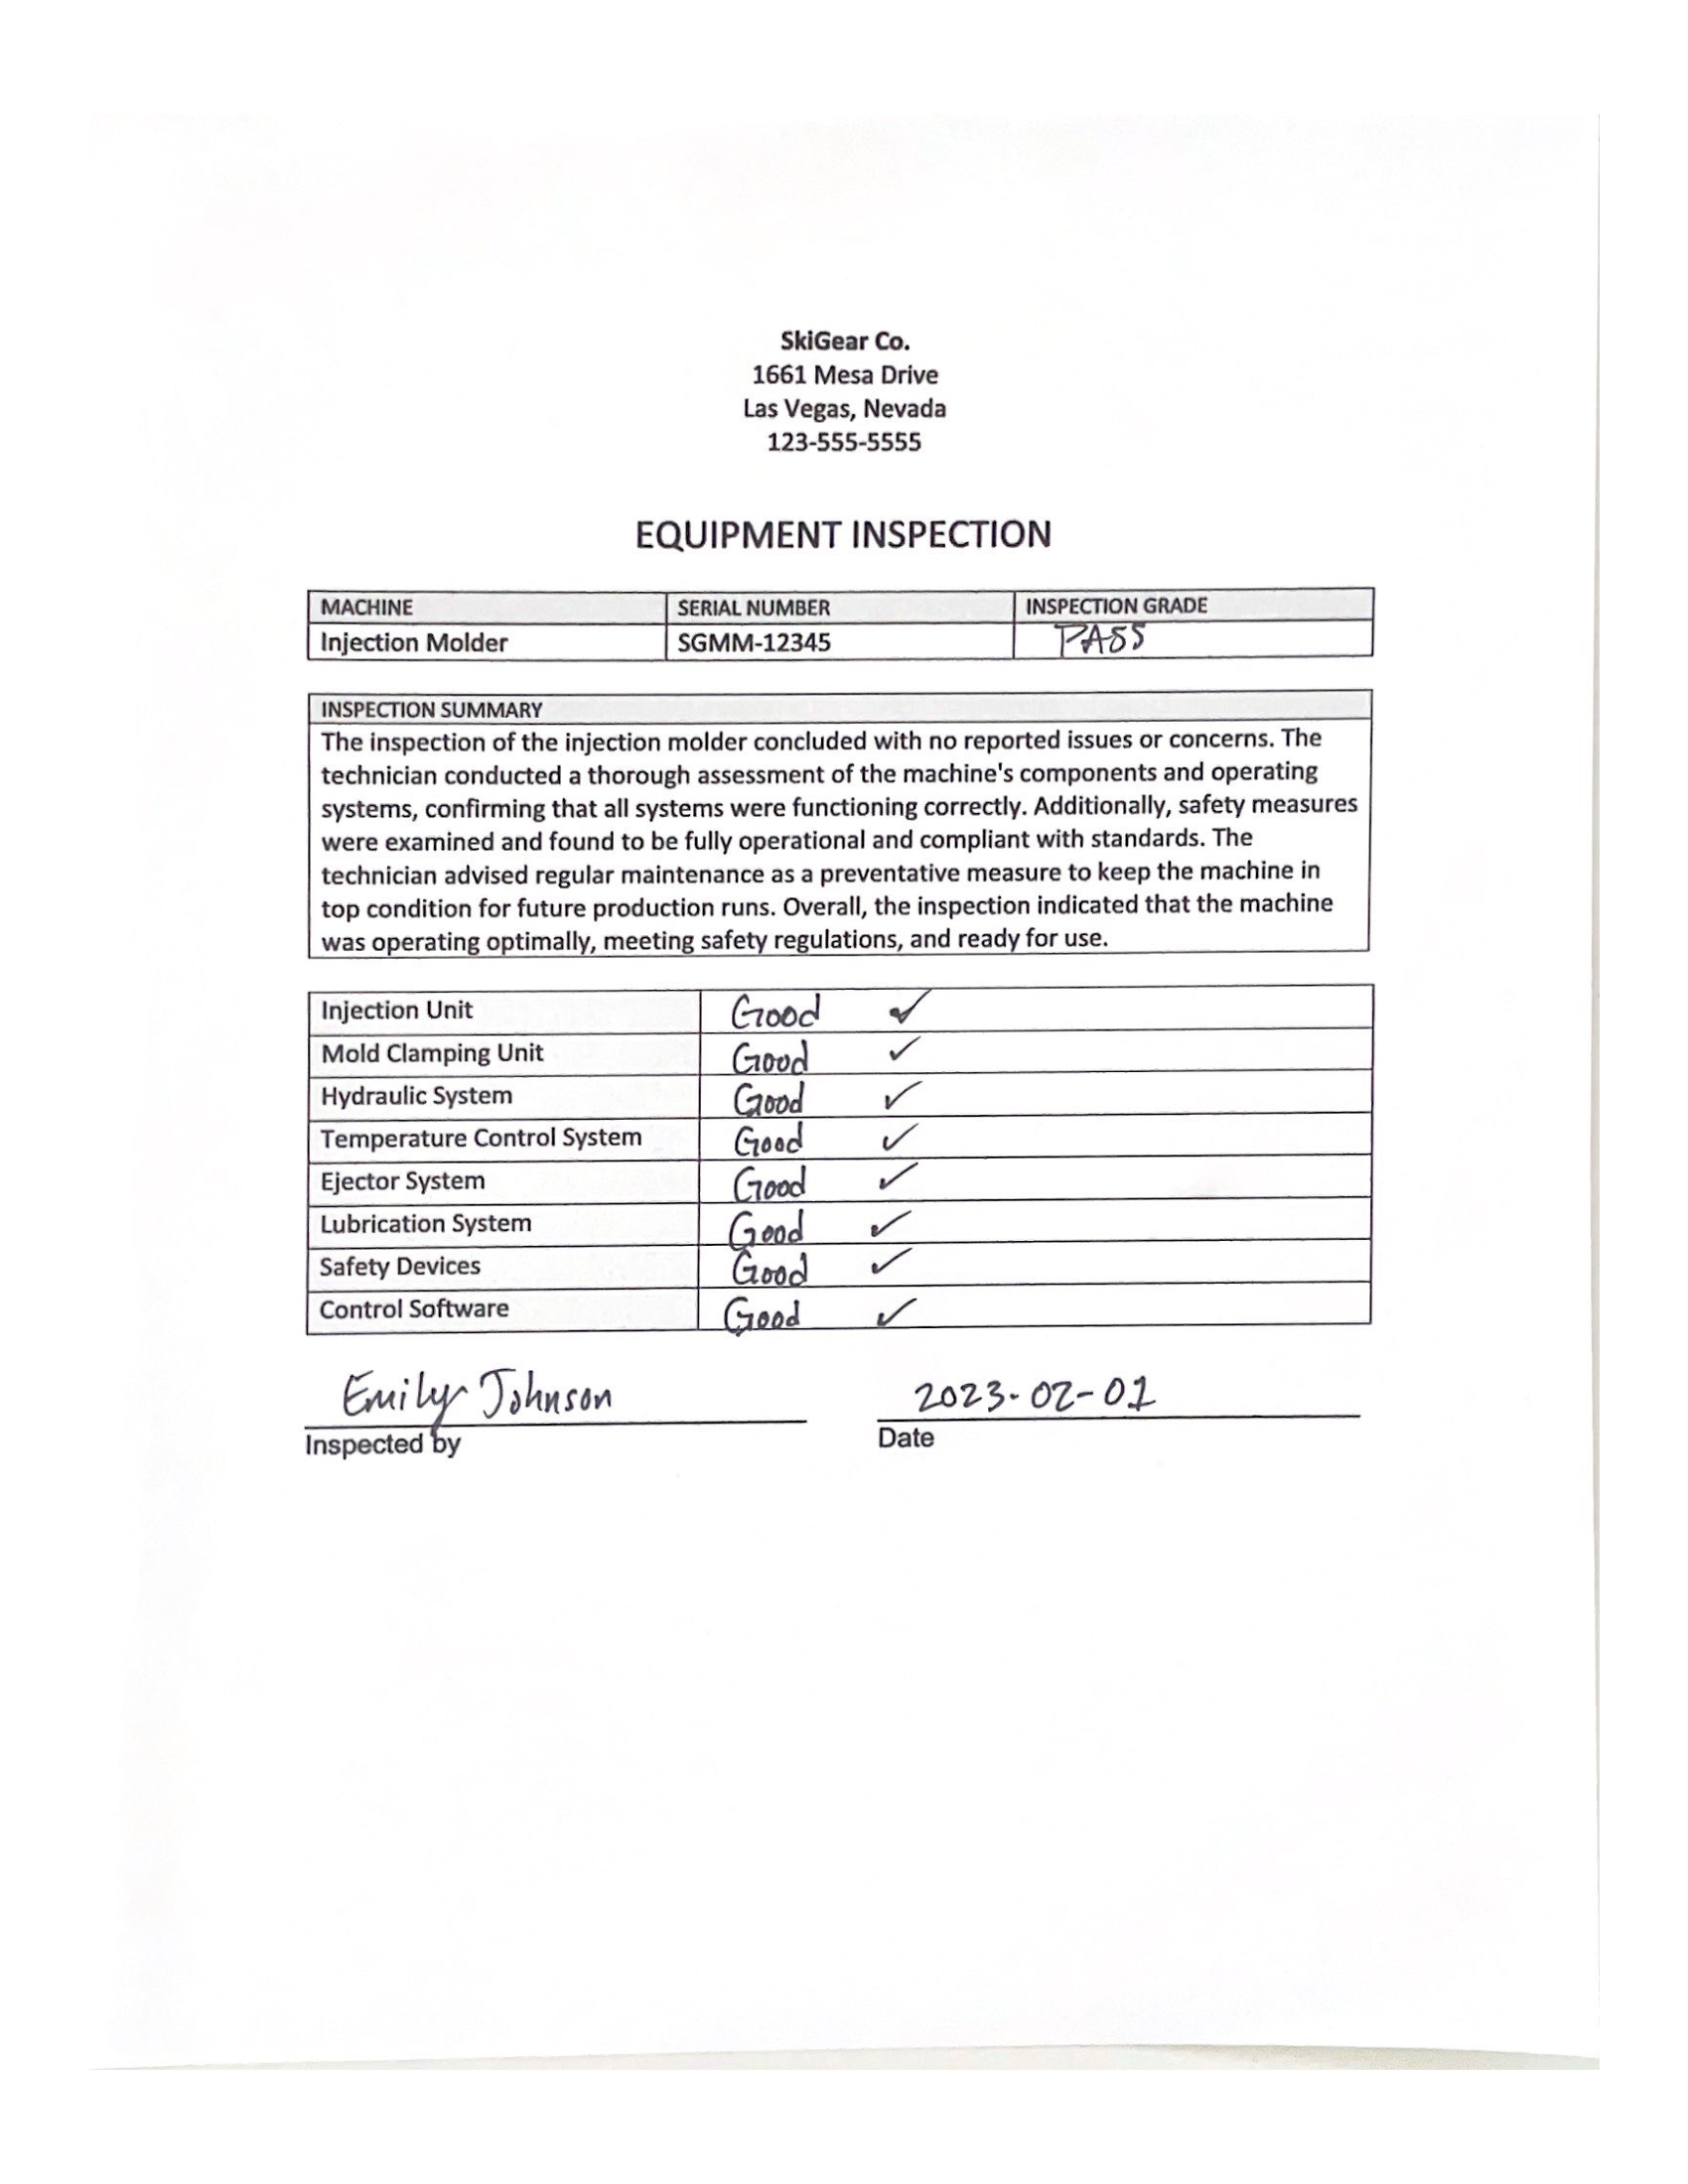 SkiGear Co.
1661 Mesa Drive
Las Vegas, Nevada
123-555-5555
EQUIPMENT INSPECTION
MACHINE SERIAL NUMBER INSPECTION GRADE
Injection Molder SGMM-12345 PASS
INSPECTION SUMMARY
The inspection of the injection molder concluded with no reported issues or concerns. The
technician conducted a thorough assessment of the machine's components and operating
systems, confirming that all systems were functioning correctly. Additionally, safety measures
were examined and found to be fully operational and compliant with standards. The
technician advised regular maintenance as a preventative measure to keep the machine in
top condition for future production runs. Overall, the inspection indicated that the machine
was operating optimally, meeting safety regulations, and ready for use.
Injection Unit Good ✓
Mold Clamping Unit Good ✓
Hydraulic System Good ✓
Temperature Control System Good ✓
Ejector System Good ✓
Lubrication System Good ✓
Safety Devices Good ✓
Control Software Good ✓
Emily Johnson 2023-02-01
Inspected by Date